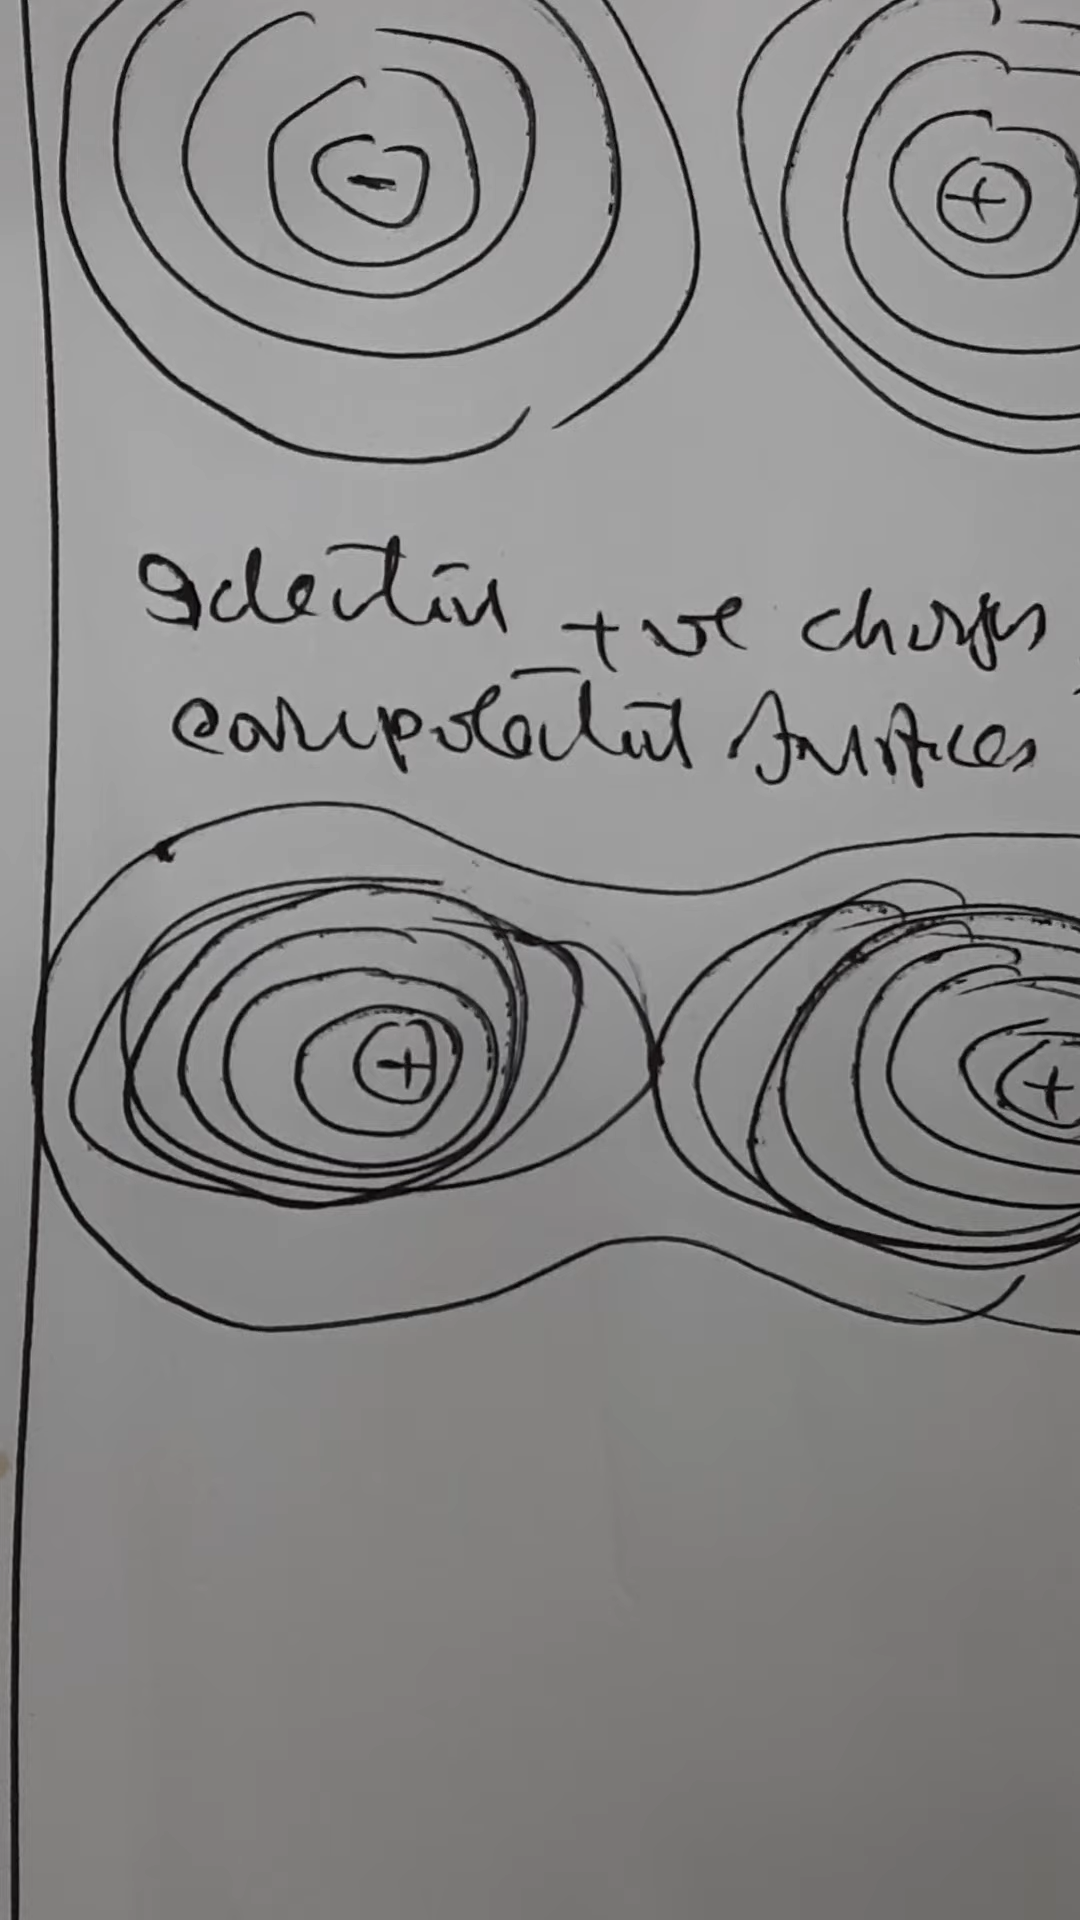 -
+
Identical +ve charges
equipotential surfaces
+
+